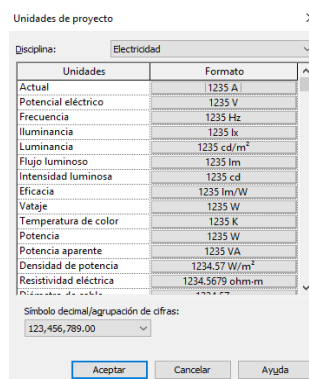 Unidades de proyecto
Disciplina: Electricidad
Unidades Formato
Actual 1235 A
Potencial eléctrico 1235 V
Frecuencia 1235 Hz
Iluminancia 1235 lx
Luminancia 1235 cd/m²
Flujo luminoso 1235 lm
Intensidad luminosa 1235 cd
Eficacia 1235 lm/W
Vataje 1235 W
Temperatura de color 1235 K
Potencia 1235 W
Potencia aparente 1235 VA
Densidad de potencia 1234.57 W/m²
Resistividad eléctrica 1234.5679 ohm·m
Símbolo decimal/agrupación de cifras:
123,456,789.00
Aceptar Cancelar Ayuda